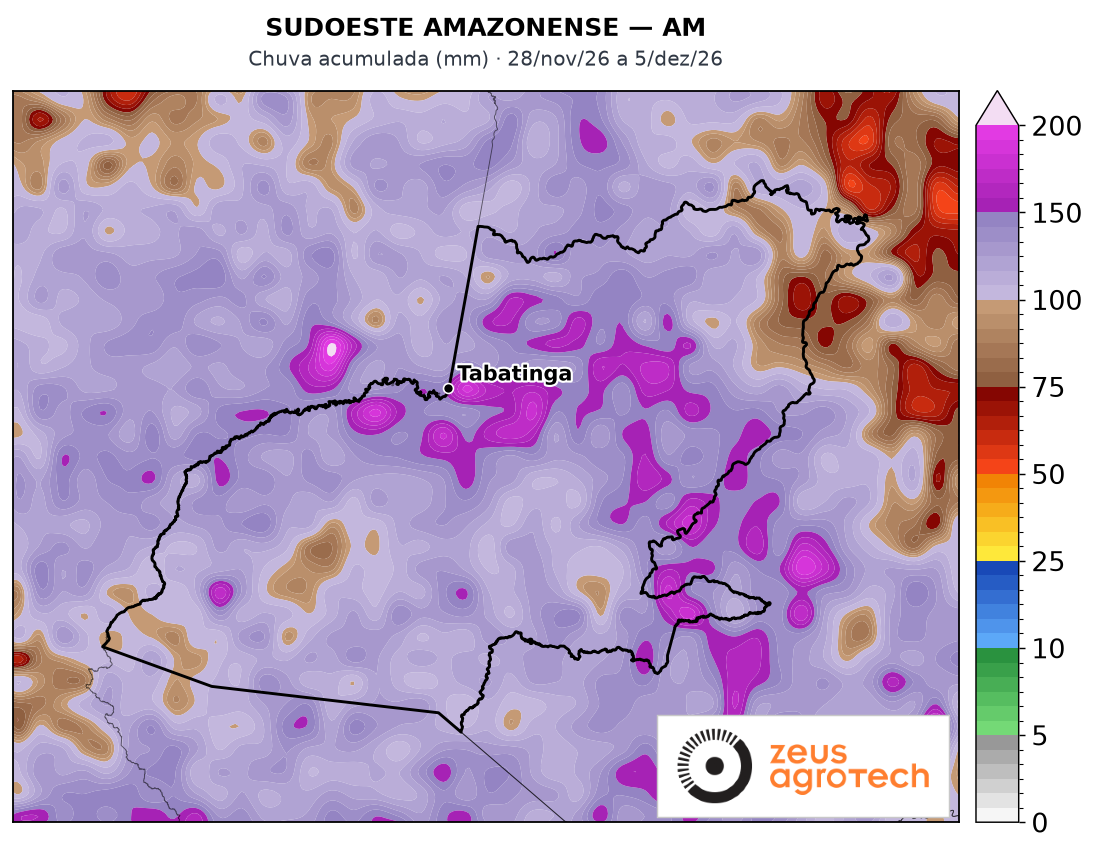 SUDOESTE AMAZONENSE — AM
Chuva acumulada (mm) · 28/nov/26 a 5/dez/26
Tabatinga
200
150
100
75
50
25
10
5
0
zeus
agrotech